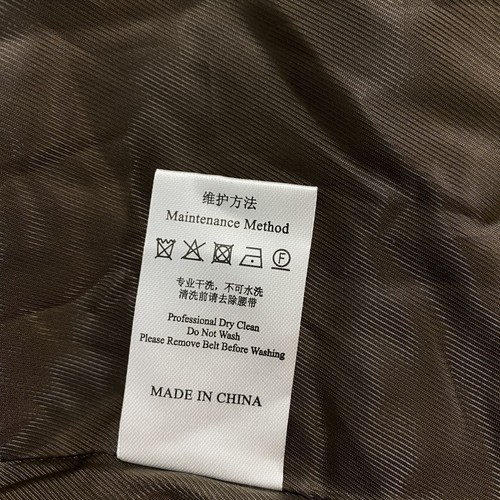 维护方法
Maintenance Method
F
专业干洗，不可水洗
清洗前请去除腰带
Professional Dry Clean
Do Not Wash
Please Remove Belt Before Washing
MADE IN CHINA